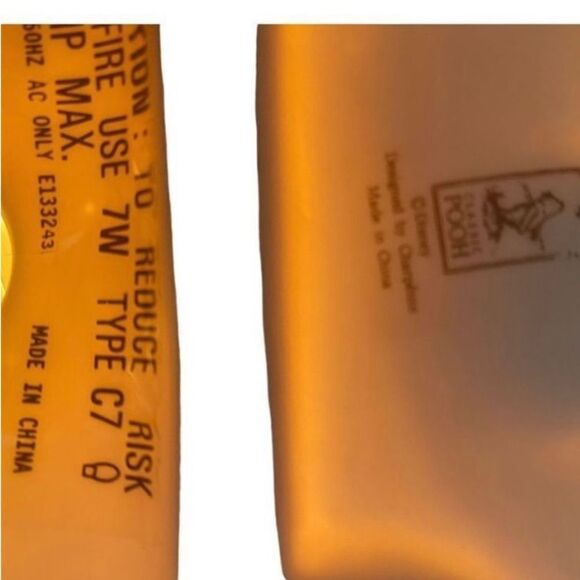 TION: TO REDUCE RISK
FIRE USE 7W TYPE C7
MP MAX.
60HZ AC ONLY E133243
MADE IN CHINA
CLASSIC
POOH
©Disney
Designed by Charpente
Made in China